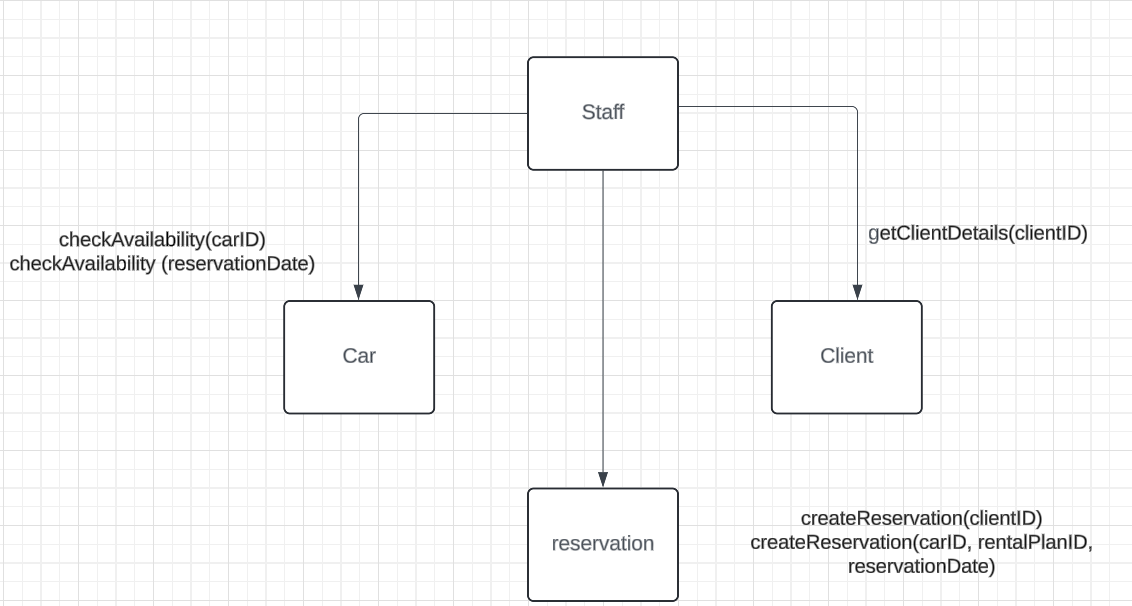 Staff
checkAvailability(carID)
checkAvailability (reservationDate)
getClientDetails(clientID)
Car
Client
reservation
createReservation(clientID)
createReservation(carID, rentalPlanID,
reservationDate)